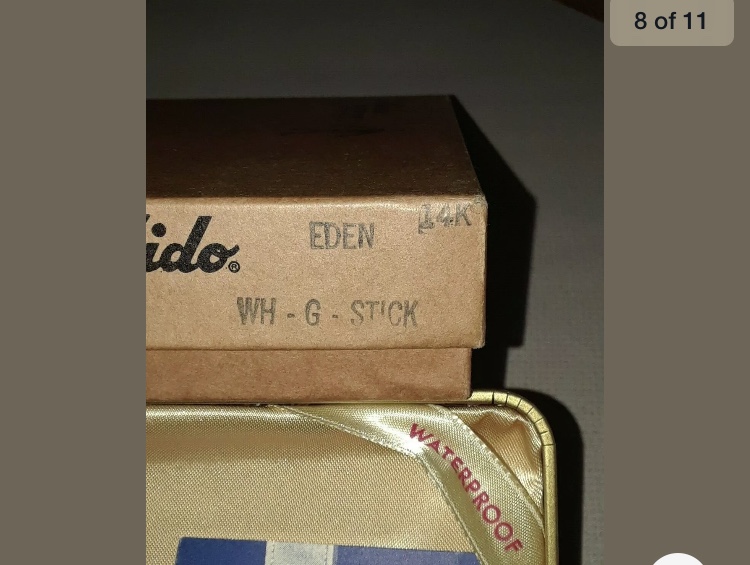 8 of 11
ido®
EDEN
14K
WH - G - STICK
WATERPROOF